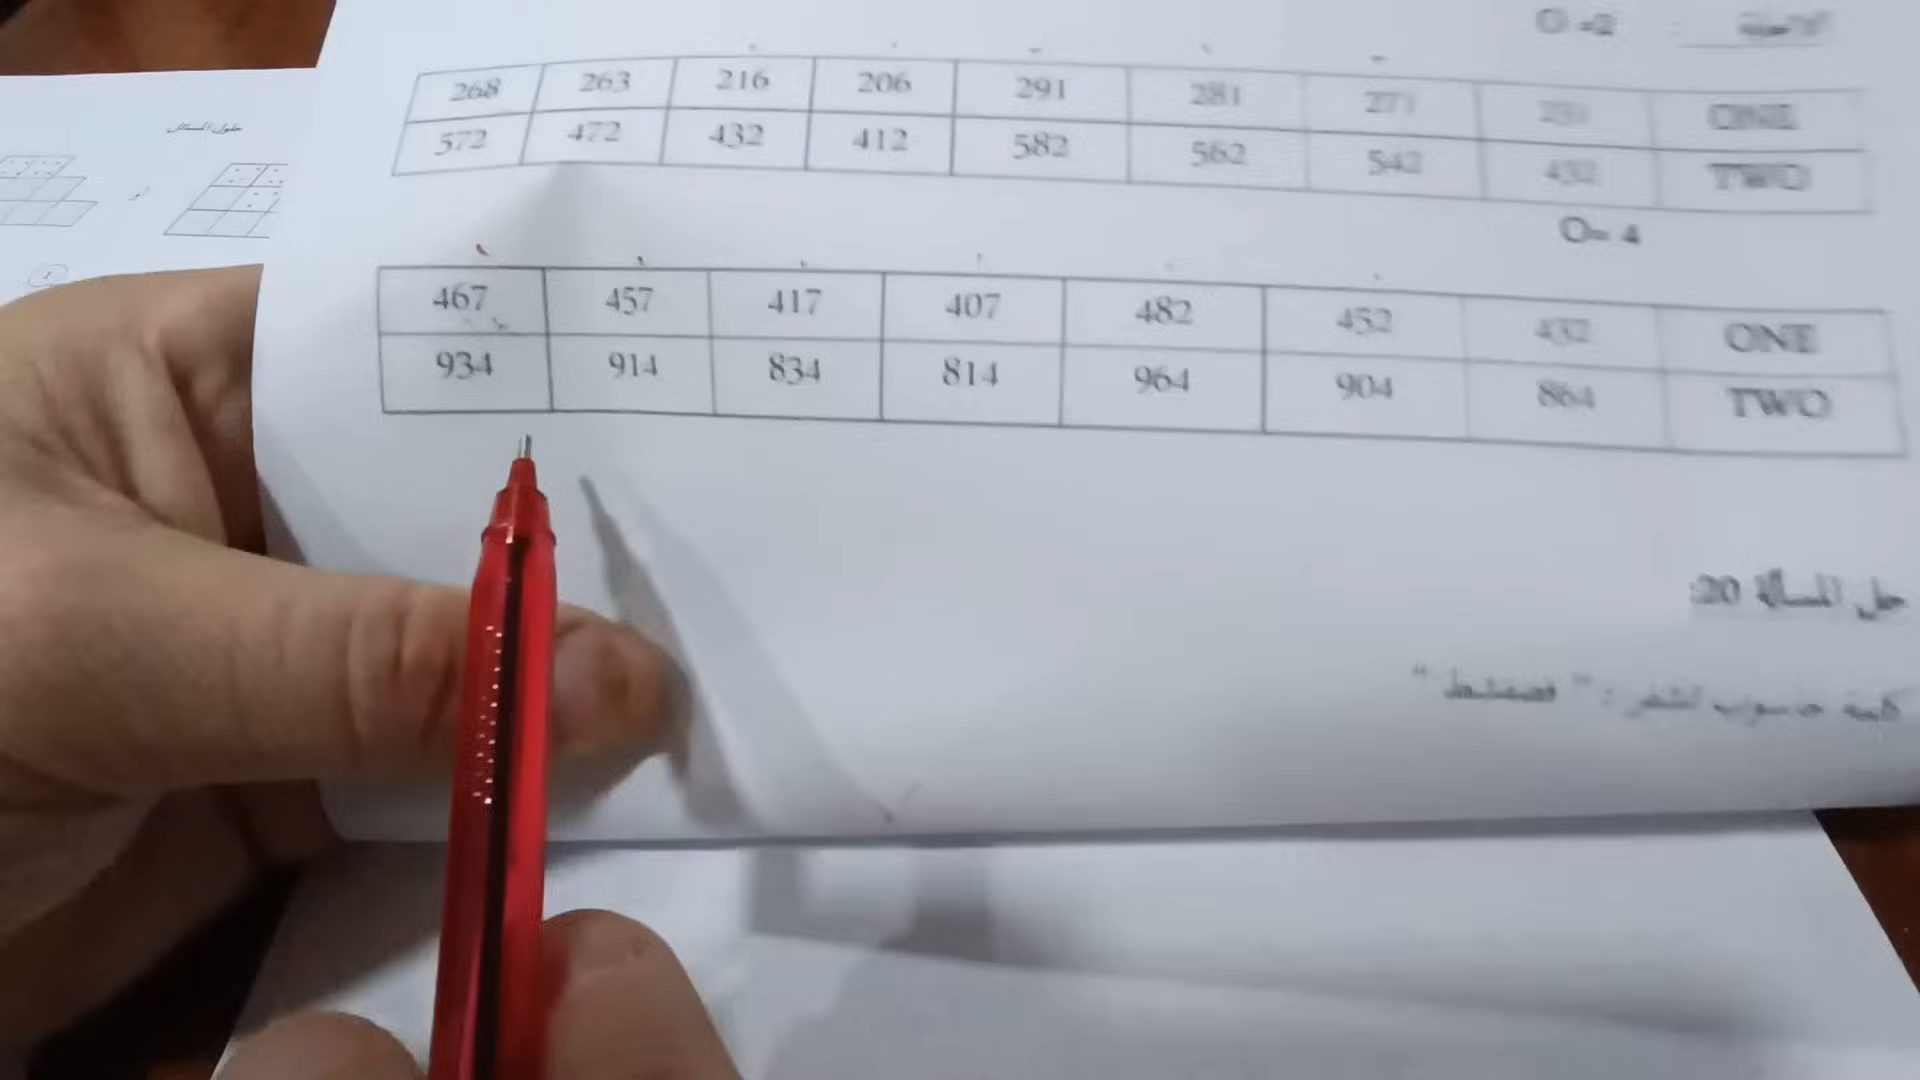 O =2
268 263 216 206 291 281 271 ONE
572 472 432 412 582 562 542 432 TWO
O= 4
467 457 417 407 482 452 432 ONE
934 914 834 814 964 904 864 TWO
حل المسألة 20:
حلول المسائل